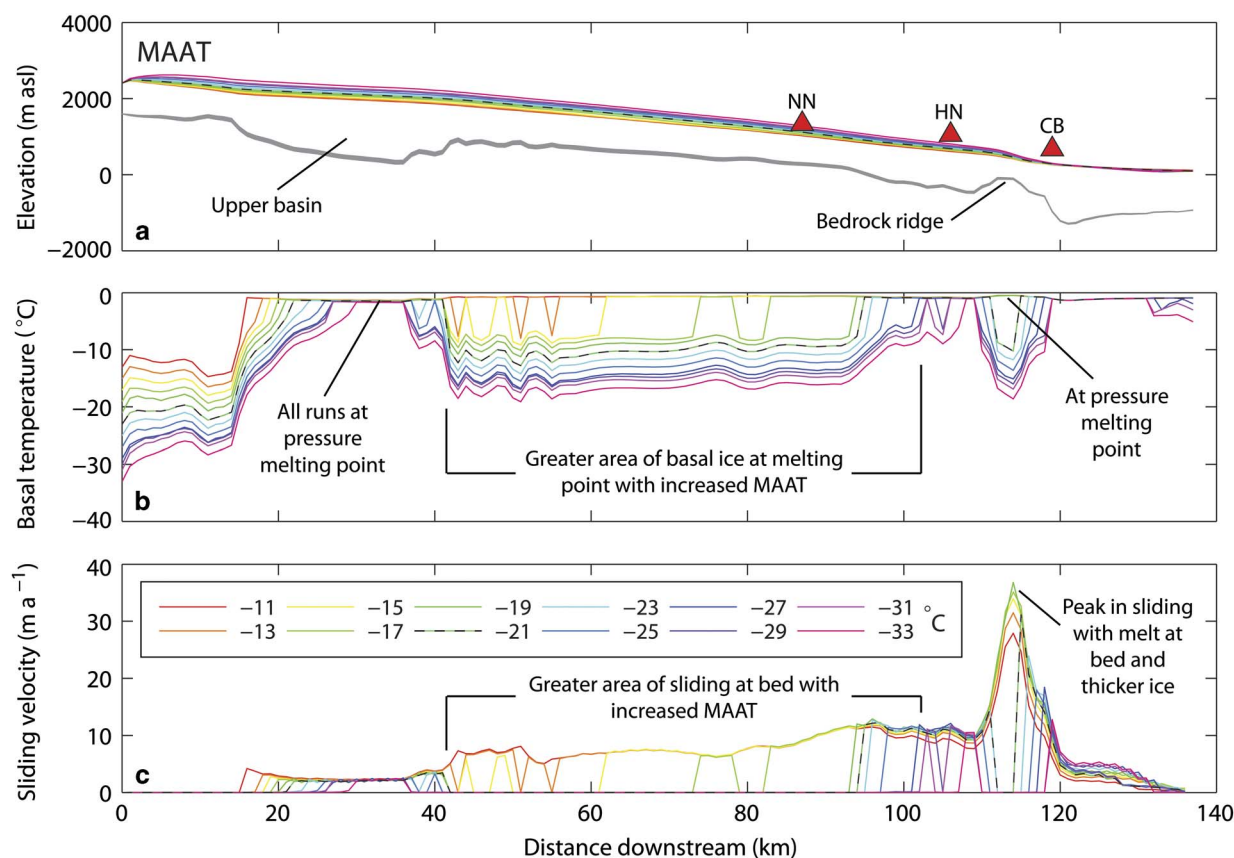 4000
2000
0
−2000
Elevation (m asl)
MAAT
NN
HN
CB
Upper basin
Bedrock ridge
a
0
−10
−20
−30
−40
Basal temperature (°C)
All runs at
pressure
melting point
Greater area of basal ice at melting
point with increased MAAT
At pressure
melting
point
b
40
30
20
10
0
Sliding velocity (m a⁻¹)
−11 −15 −19 −23 −27 −31 °C
−13 −17 −21 −25 −29 −33
Peak in sliding
with melt at
bed and
thicker ice
Greater area of sliding at bed with
increased MAAT
c
0 20 40 60 80 100 120 140
Distance downstream (km)